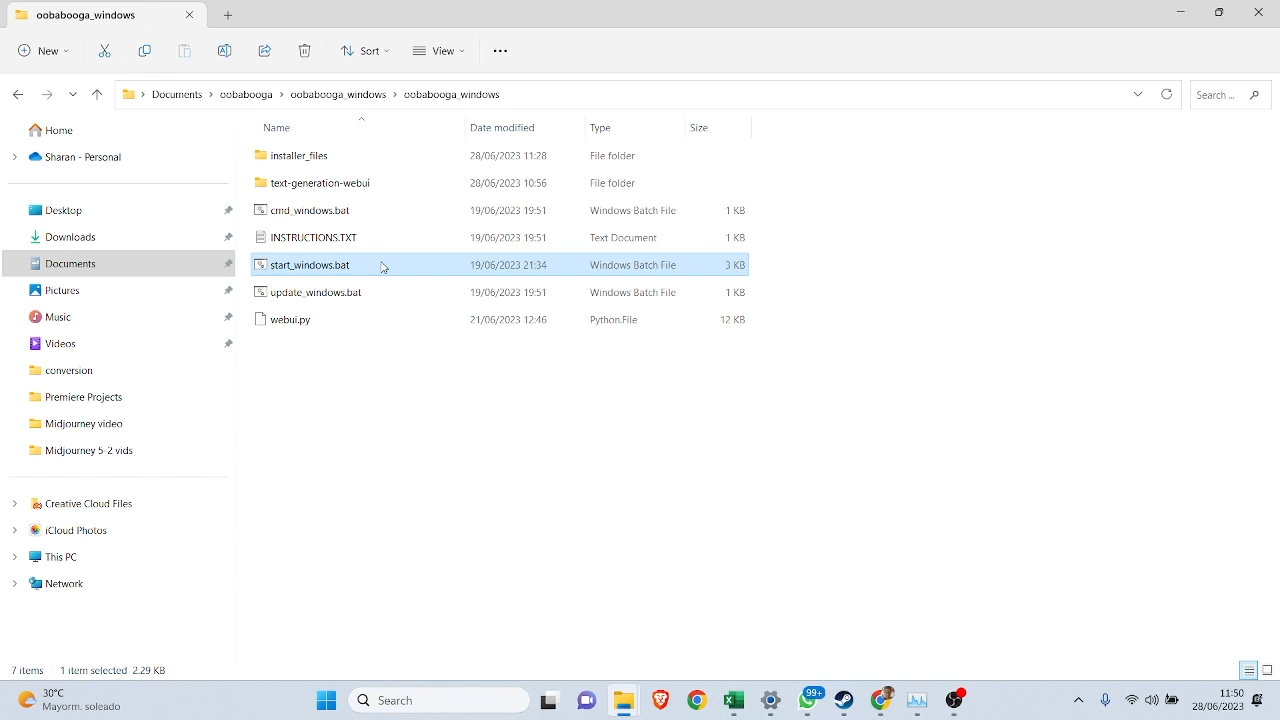 oobabooga_windows
New
Sort
View
Documents > oobabooga > oobabooga_windows > oobabooga_windows
Search ...
Home
Sharan - Personal
Desktop
Downloads
Documents
Pictures
Music
Videos
conversion
Premiere Projects
Midjourney video
Midjourney 5-2 vids
Creative Cloud Files
iCloud Photos
This PC
Network
Name Date modified Type Size
installer_files 28/06/2023 11:28 File folder
text-generation-webui 28/06/2023 10:56 File folder
cmd_windows.bat 19/06/2023 19:51 Windows Batch File 1 KB
INSTRUCTIONS.TXT 19/06/2023 19:51 Text Document 1 KB
start_windows.bat 19/06/2023 21:34 Windows Batch File 3 KB
update_windows.bat 19/06/2023 19:51 Windows Batch File 1 KB
webui.py 21/06/2023 12:46 Python.File 12 KB
7 items 1 item selected 2.29 KB
30°C
Mayorm. soleado
Search
99+
11:50
28/06/2023